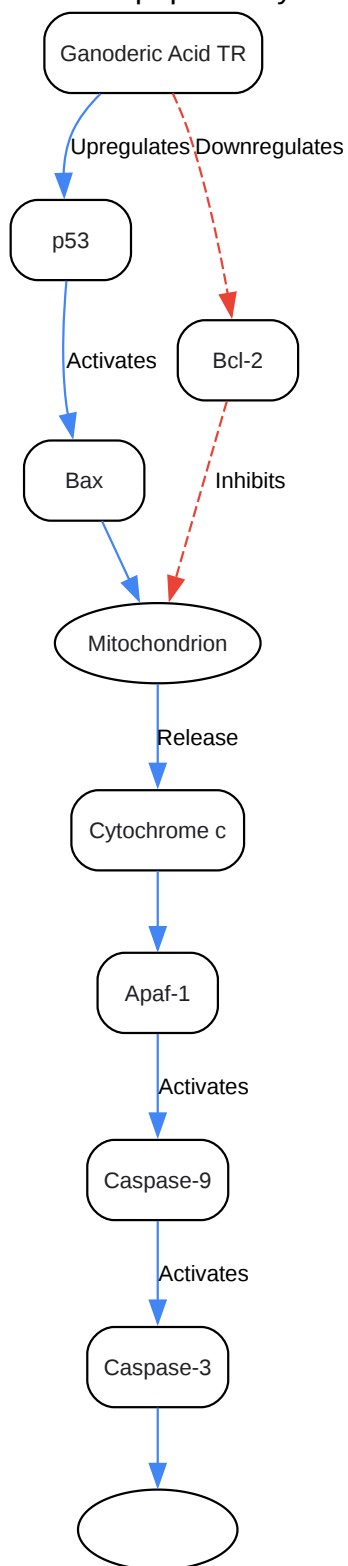 Ganoderic Acid TR
Upregulates
Downregulates
p53
Activates
Bcl-2
Bax
Inhibits
Mitochondrion
Release
Cytochrome c
Apaf-1
Activates
Caspase-9
Activates
Caspase-3